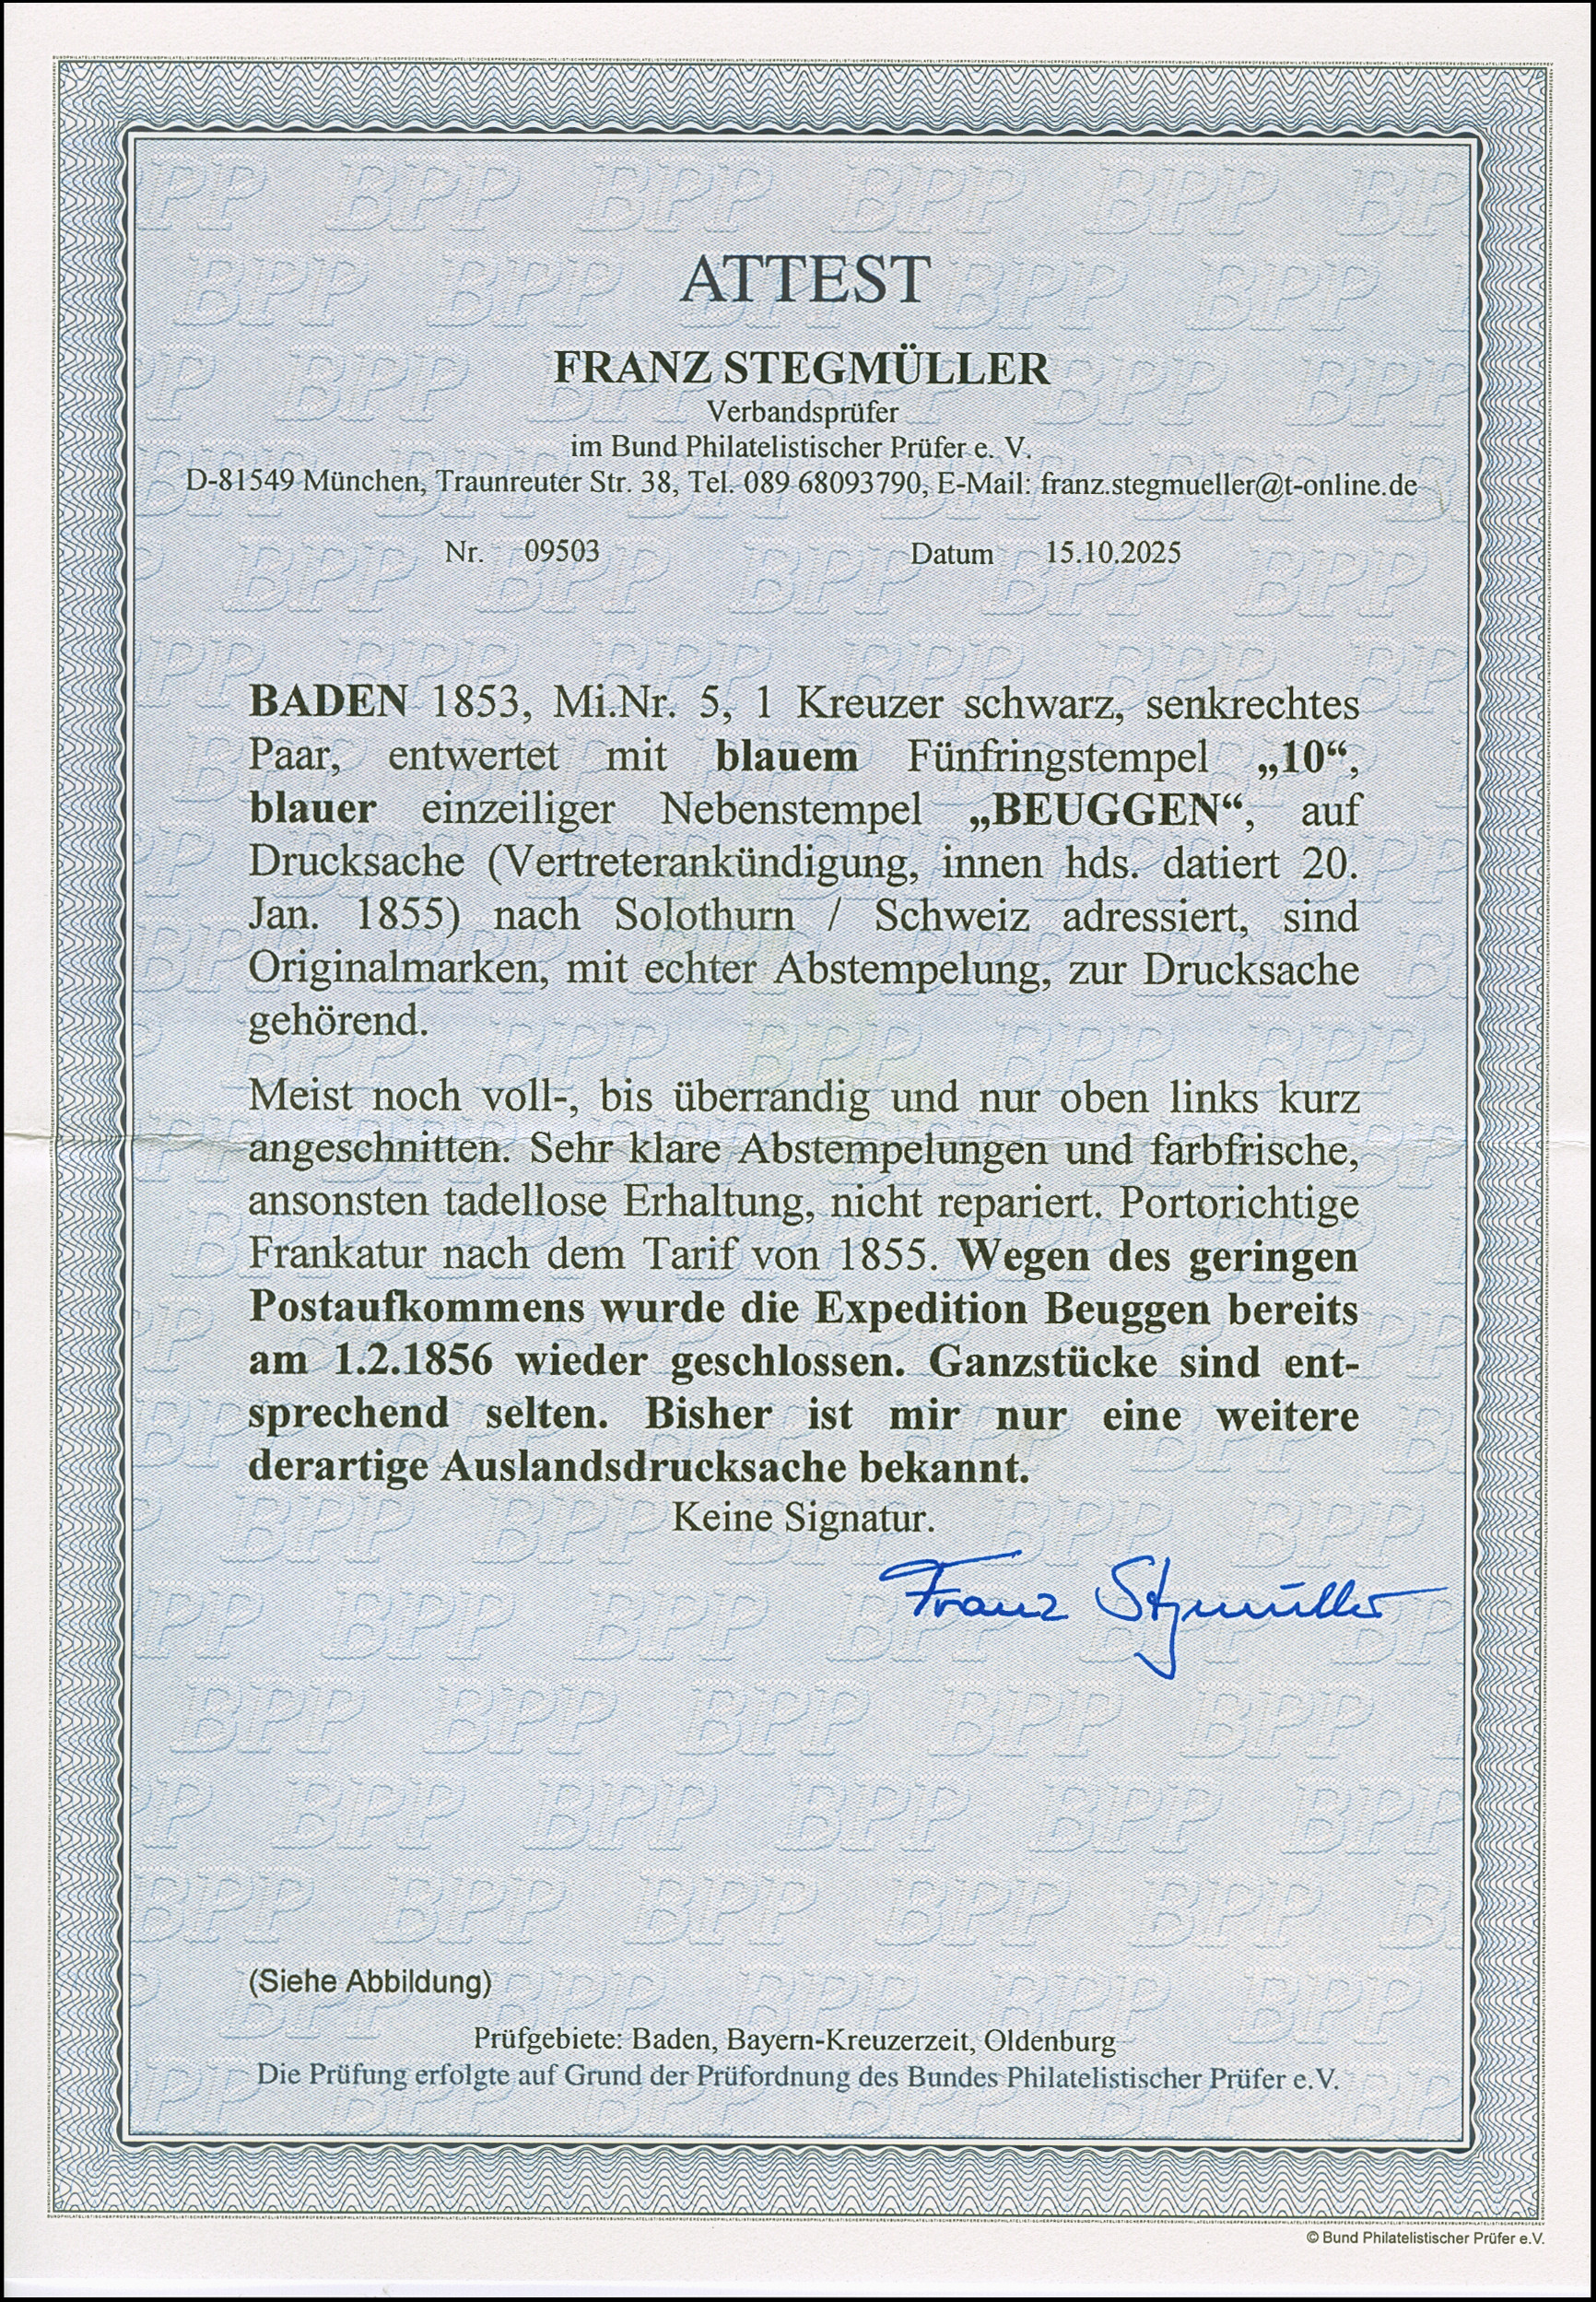 ATTEST
FRANZ STEGMÜLLER
Verbandsprüfer
im Bund Philatelistischer Prüfer e. V.
D-81549 München, Traunreuter Str. 38, Tel. 089 68093790, E-Mail: franz.stegmueller@t-online.de
Nr. 09503 Datum 15.10.2025
BADEN 1853, Mi.Nr. 5, 1 Kreuzer schwarz, senkrechtes
Paar, entwertet mit blauem Fünfringstempel „10“,
blauer einzeiliger Nebenstempel „BEUGGEN“, auf
Drucksache (Vertreterankündigung, innen hds. datiert 20.
Jan. 1855) nach Solothurn / Schweiz adressiert, sind
Originalmarken, mit echter Abstempelung, zur Drucksache
gehörend.
Meist noch voll-, bis überrandig und nur oben links kurz
angeschnitten. Sehr klare Abstempelungen und farbfrische,
ansonsten tadellose Erhaltung, nicht repariert. Portorichtige
Frankatur nach dem Tarif von 1855. Wegen des geringen
Postaufkommens wurde die Expedition Beuggen bereits
am 1.2.1856 wieder geschlossen. Ganzstücke sind ent-
sprechend selten. Bisher ist mir nur eine weitere
derartige Auslandsdrucksache bekannt.
Keine Signatur.
Franz Stegmüller
(Siehe Abbildung)
Prüfgebiete: Baden, Bayern-Kreuzerzeit, Oldenburg
Die Prüfung erfolgte auf Grund der Prüfordnung des Bundes Philatelistischer Prüfer e.V.
© Bund Philatelistischer Prüfer e.V.